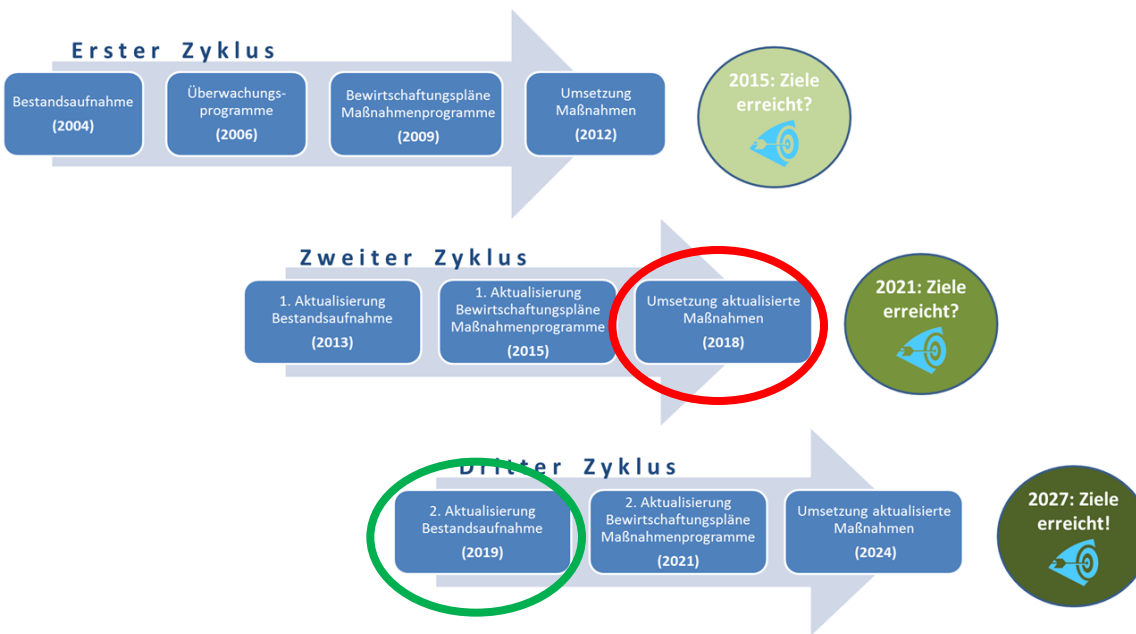 Erster Zyklus
Bestandsaufnahme
(2004)
Überwachungs-
programme
(2006)
Bewirtschaftungspläne
Maßnahmenprogramme
(2009)
Umsetzung
Maßnahmen
(2012)
2015: Ziele
erreicht?
Zweiter Zyklus
1. Aktualisierung
Bestandsaufnahme
(2013)
1. Aktualisierung
Bewirtschaftungspläne
Maßnahmenprogramme
(2015)
Umsetzung aktualisierte
Maßnahmen
(2018)
2021: Ziele
erreicht?
Dritter Zyklus
2. Aktualisierung
Bestandsaufnahme
(2019)
2. Aktualisierung
Bewirtschaftungspläne
Maßnahmenprogramme
(2021)
Umsetzung aktualisierte
Maßnahmen
(2024)
2027: Ziele
erreicht!